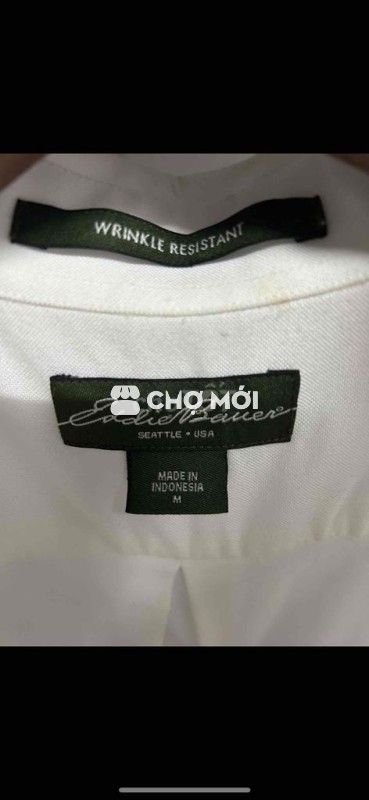 WRINKLE RESISTANT
CHỢ MỚI
Eddie Bauer
SEATTLE • USA
MADE IN
INDONESIA
M